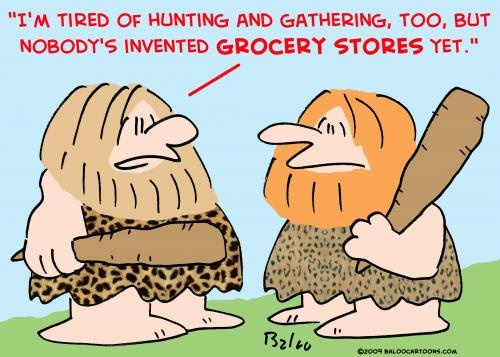 "I'M TIRED OF HUNTING AND GATHERING, TOO, BUT
NOBODY'S INVENTED GROCERY STORES YET."
Baloo
©2009 BALOOCARTOONS.COM